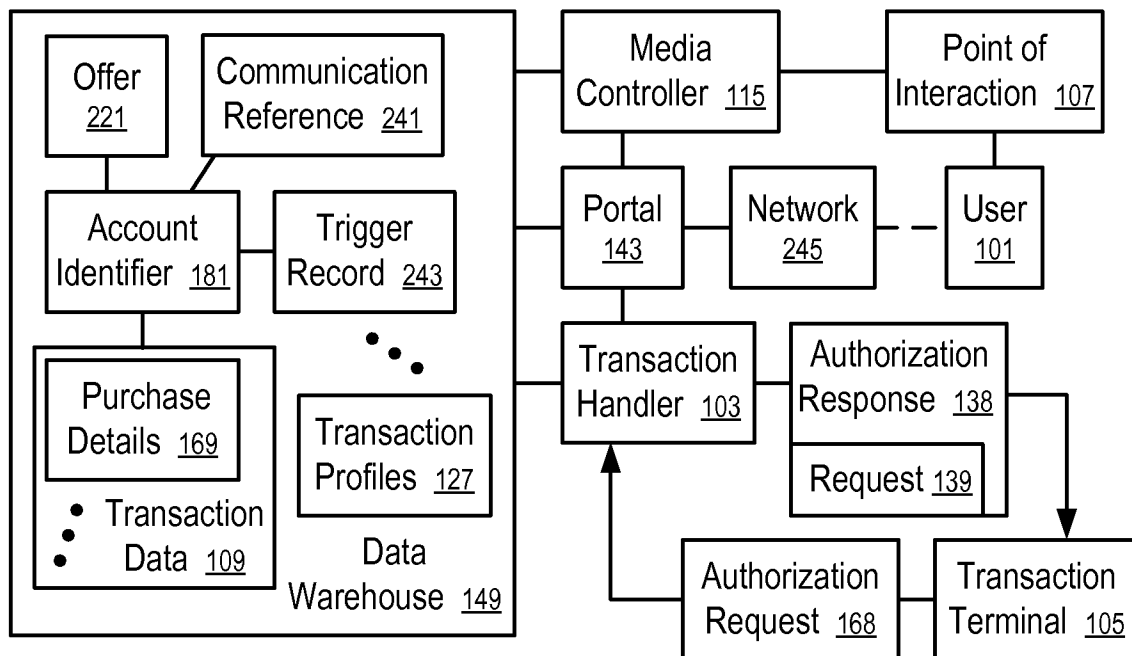 Offer
221
Communication
Reference 241
Account
Identifier 181
Trigger
Record 243
Purchase
Details 169
Transaction
Data 109
Transaction
Profiles 127
Data
Warehouse 149
Media
Controller 115
Point of
Interaction 107
Portal
143
Network
245
User
101
Transaction
Handler 103
Authorization
Response 138
Request 139
Authorization
Request 168
Transaction
Terminal 105